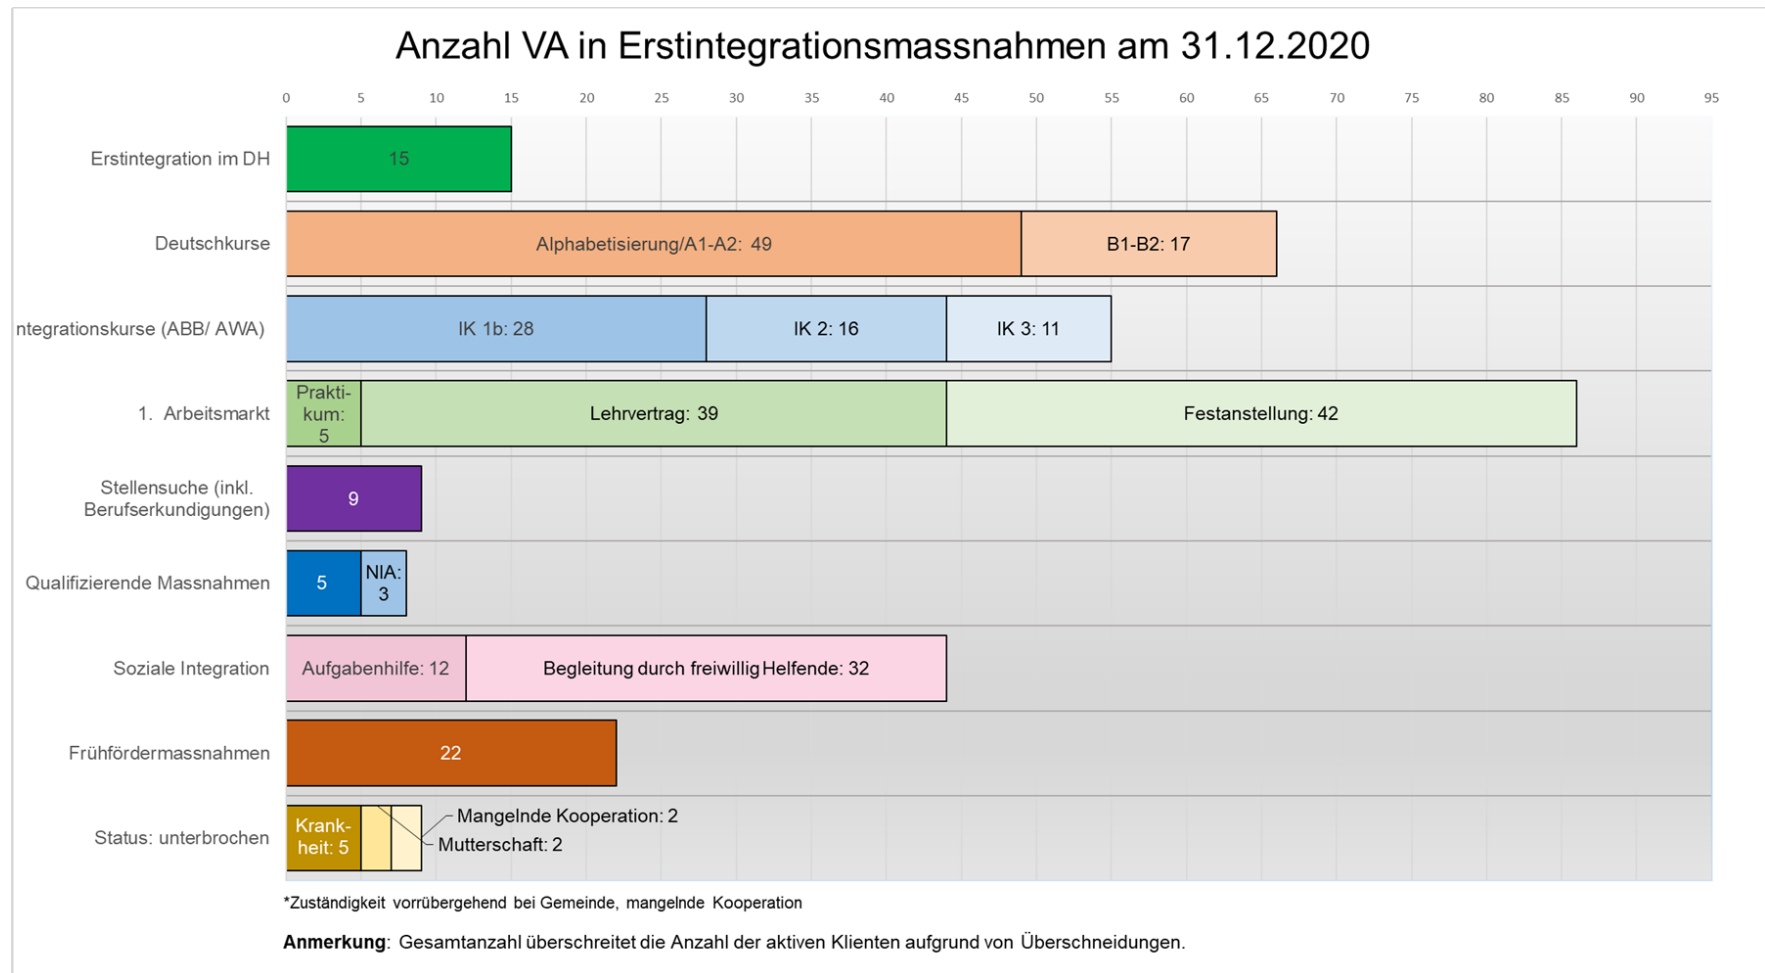 Anzahl VA in Erstintegrationsmassnahmen am 31.12.2020
0 5 10 15 20 25 30 35 40 45 50 55 60 65 70 75 80 85 90 95
Erstintegration im DH
15
Deutschkurse
Alphabetisierung/A1-A2: 49
B1-B2: 17
ntegrationskurse (ABB/ AWA)
IK 1b: 28
IK 2: 16
IK 3: 11
1. Arbeitsmarkt
Prakti-
kum:
5
Lehrvertrag: 39
Festanstellung: 42
Stellensuche (inkl.
Berufserkundigungen)
9
Qualifizierende Massnahmen
5
NIA:
3
Soziale Integration
Aufgabenhilfe: 12
Begleitung durch freiwillig Helfende: 32
Frühfördermassnahmen
22
Status: unterbrochen
Krank-
heit: 5
Mangelnde Kooperation: 2
Mutterschaft: 2
*Zuständigkeit vorrübergehend bei Gemeinde, mangelnde Kooperation
Anmerkung: Gesamtanzahl überschreitet die Anzahl der aktiven Klienten aufgrund von Überschneidungen.